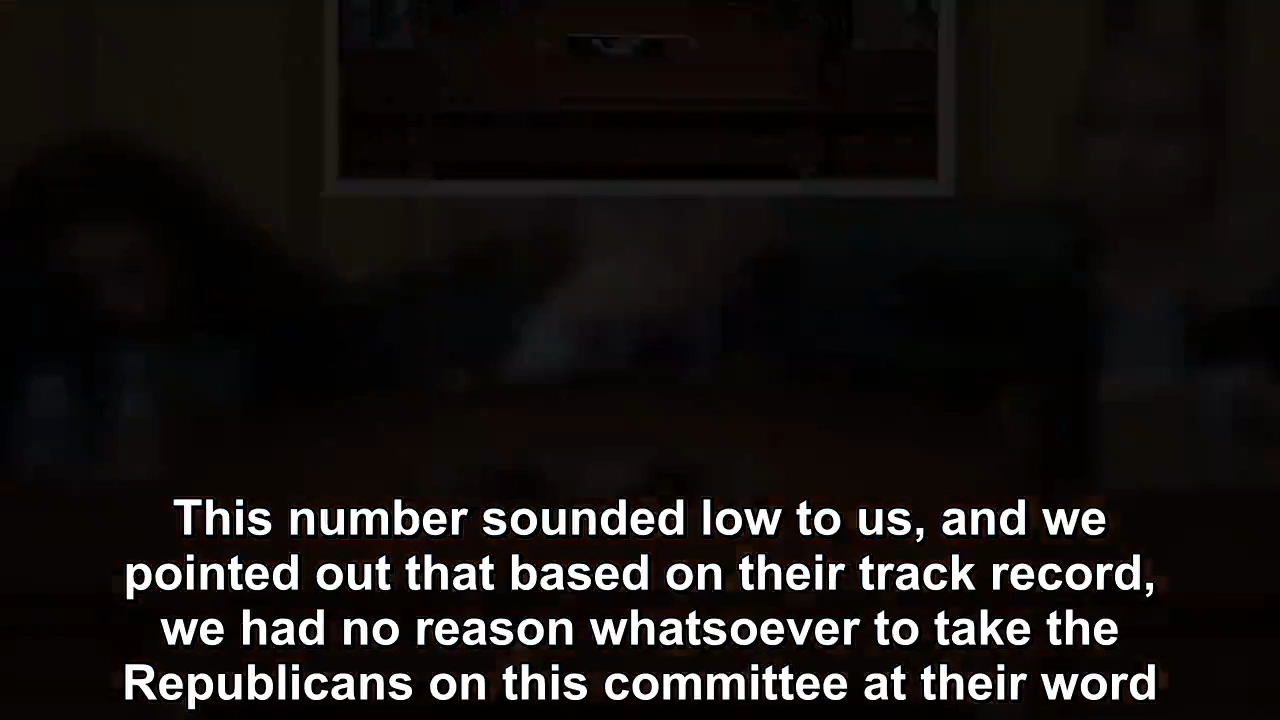 This number sounded low to us, and we
pointed out that based on their track record,
we had no reason whatsoever to take the
Republicans on this committee at their word